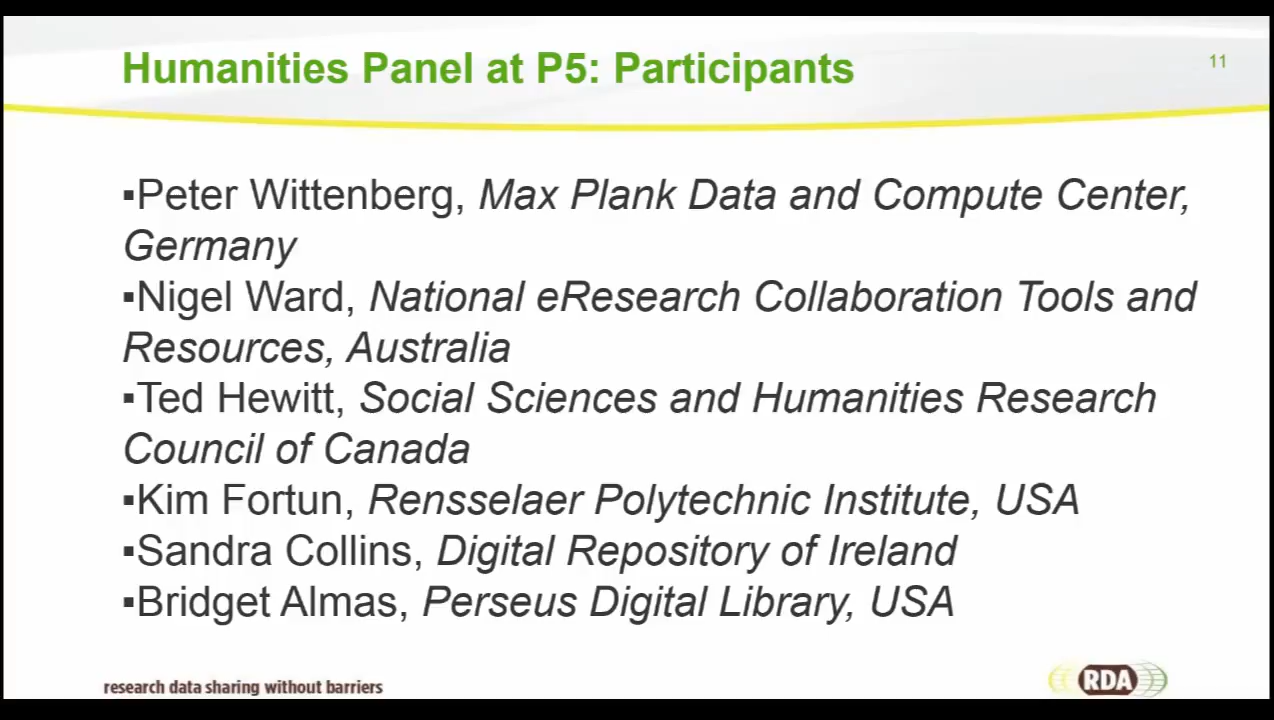 Humanities Panel at P5: Participants
11
▪Peter Wittenberg, Max Plank Data and Compute Center,
Germany
▪Nigel Ward, National eResearch Collaboration Tools and
Resources, Australia
▪Ted Hewitt, Social Sciences and Humanities Research
Council of Canada
▪Kim Fortun, Rensselaer Polytechnic Institute, USA
▪Sandra Collins, Digital Repository of Ireland
▪Bridget Almas, Perseus Digital Library, USA
research data sharing without barriers
RDA